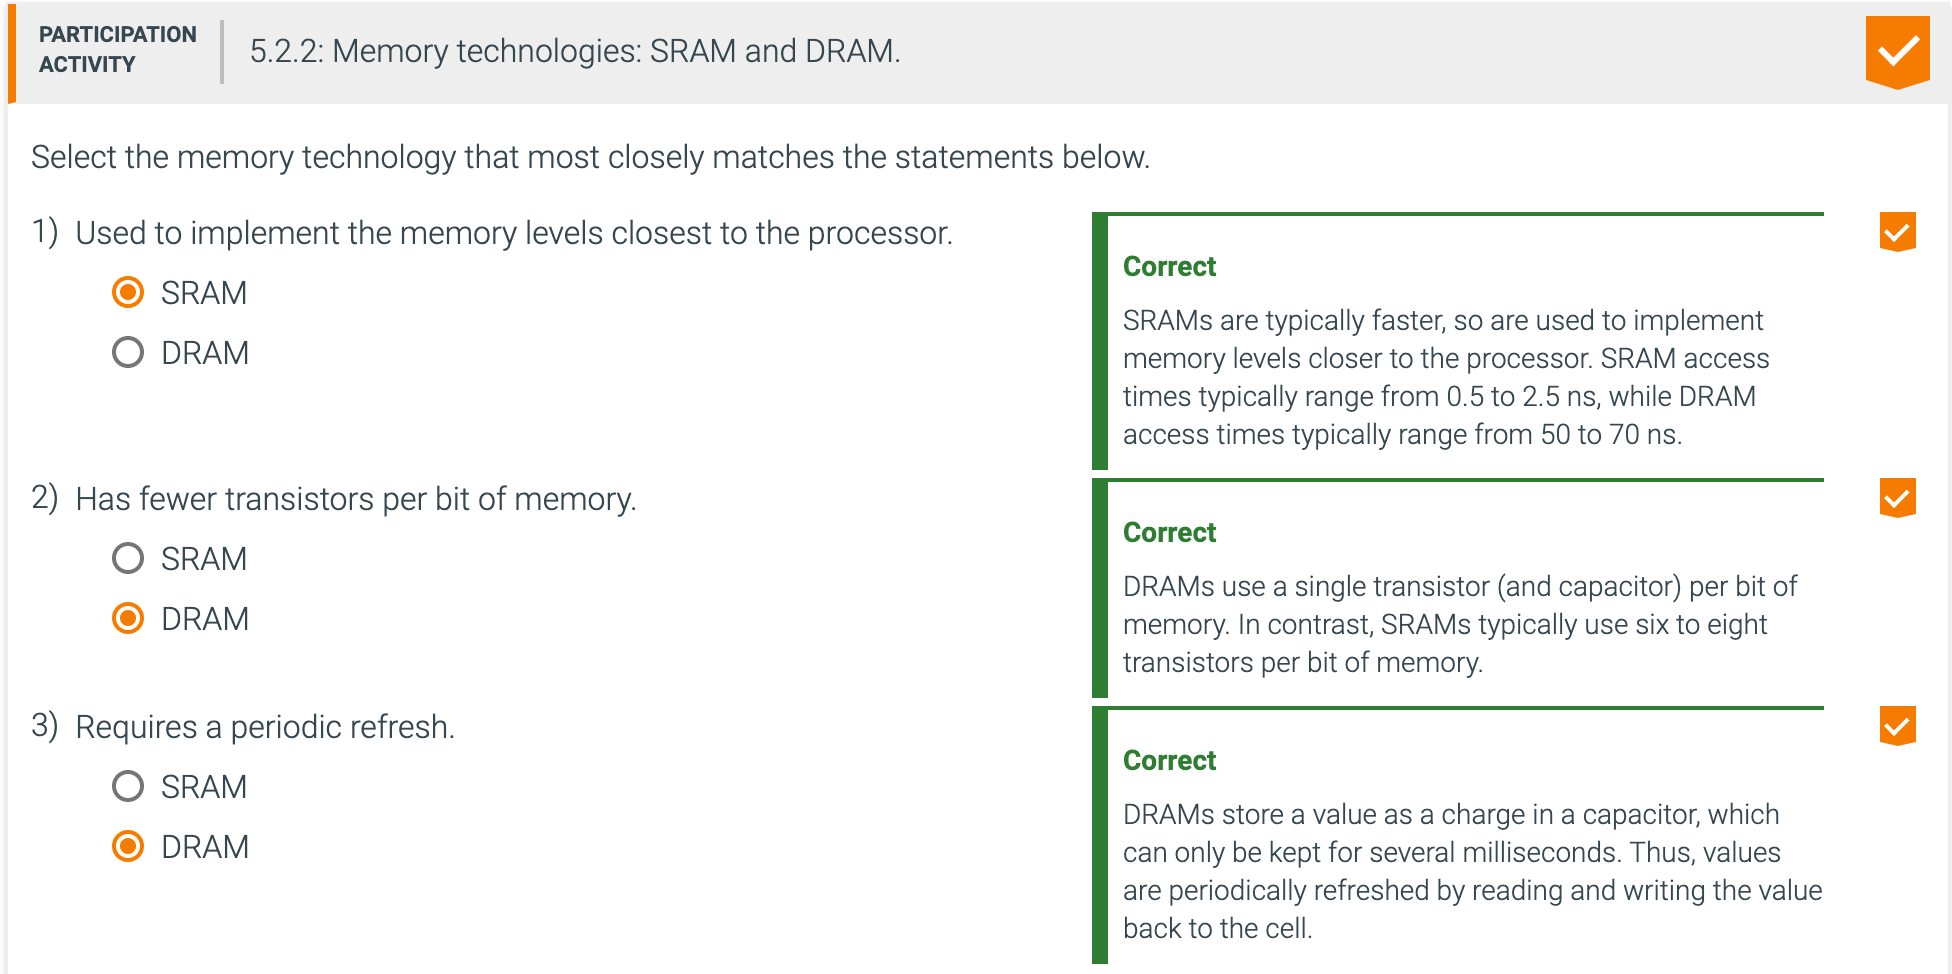 PARTICIPATION
ACTIVITY
5.2.2: Memory technologies: SRAM and DRAM.
Select the memory technology that most closely matches the statements below.
1) Used to implement the memory levels closest to the processor.
SRAM
DRAM
Correct
SRAMs are typically faster, so are used to implement
memory levels closer to the processor. SRAM access
times typically range from 0.5 to 2.5 ns, while DRAM
access times typically range from 50 to 70 ns.
2) Has fewer transistors per bit of memory.
SRAM
DRAM
Correct
DRAMs use a single transistor (and capacitor) per bit of
memory. In contrast, SRAMs typically use six to eight
transistors per bit of memory.
3) Requires a periodic refresh.
SRAM
DRAM
Correct
DRAMs store a value as a charge in a capacitor, which
can only be kept for several milliseconds. Thus, values
are periodically refreshed by reading and writing the value
back to the cell.